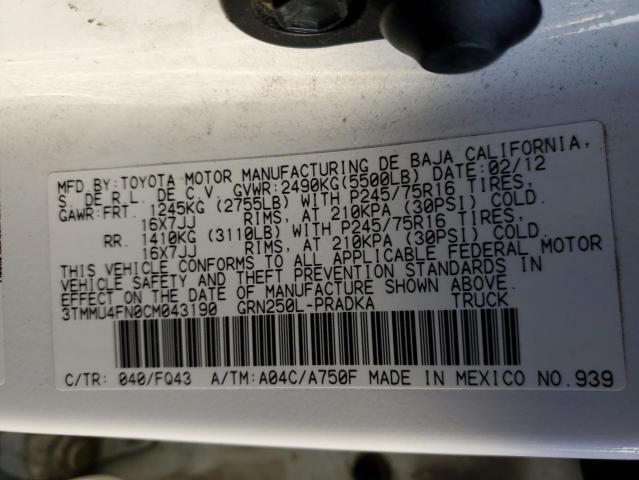 MFD.BY:TOYOTA MOTOR MANUFACTURING DE BAJA CALIFORNIA,
S. DE R.L. DE C.V. GVWR:2490KG(5500LB) DATE:02/12
GAWR:FRT. 1245KG (2755LB) WITH P245/75R16 TIRES,
16X7JJ RIMS, AT 210KPA (30PSI) COLD.
RR. 1410KG (3110LB) WITH P245/75R16 TIRES,
16X7JJ RIMS, AT 210KPA (30PSI) COLD.
THIS VEHICLE CONFORMS TO ALL APPLICABLE FEDERAL MOTOR
VEHICLE SAFETY AND THEFT PREVENTION STANDARDS IN
EFFECT ON THE DATE OF MANUFACTURE SHOWN ABOVE.
3TMMU4FN0CM043190 GRN250L-PRADKA TRUCK
C/TR: 040/FQ43 A/TM:A04C/A750F MADE IN MEXICO NO.939